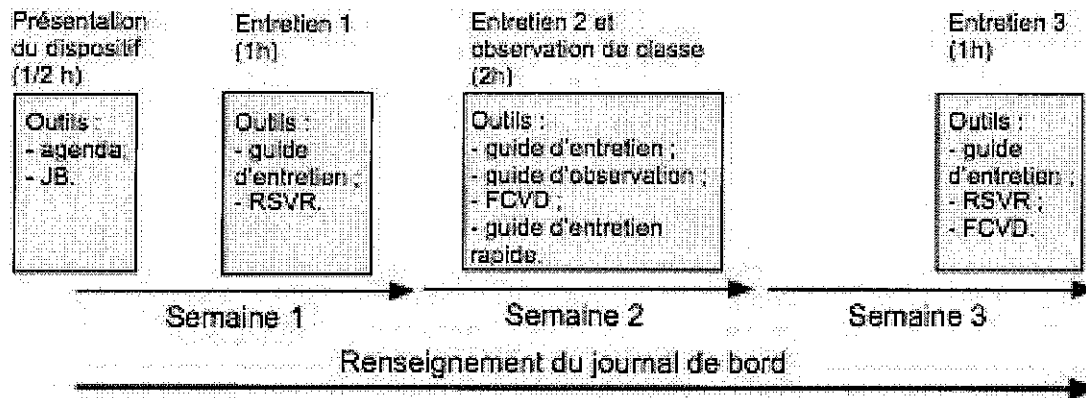 Présentation
du dispositif
(1/2 h)
Outils :
- agenda;
- JB.
Entretien 1
(1h)
Outils :
- guide
d'entretien ;
- RSVR.
Entretien 2 et
observation de classe
(2h)
Outils :
- guide d'entretien ;
- guide d'observation ;
- FCVD ;
- guide d'entretien
rapide.
Entretien 3
(1h)
Outils :
- guide
d'entretien ;
- RSVR ;
- FCVD.
Semaine 1
Semaine 2
Semaine 3
Renseignement du journal de bord